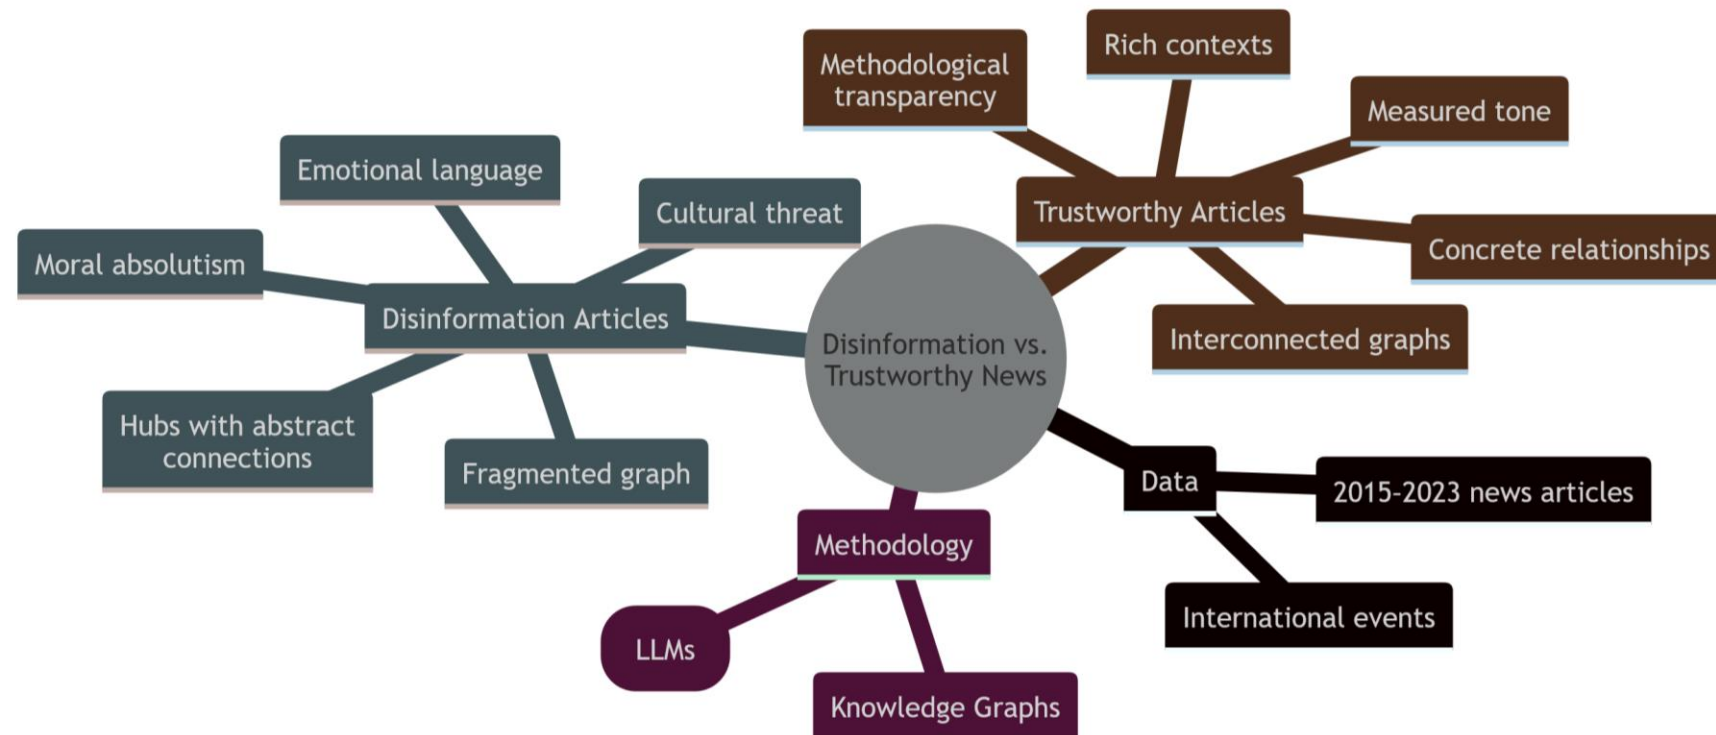 Disinformation vs.
Trustworthy News
Disinformation Articles
Emotional language
Cultural threat
Moral absolutism
Hubs with abstract
connections
Fragmented graph
Trustworthy Articles
Methodological
transparency
Rich contexts
Measured tone
Concrete relationships
Interconnected graphs
Data
2015-2023 news articles
International events
Methodology
LLMs
Knowledge Graphs